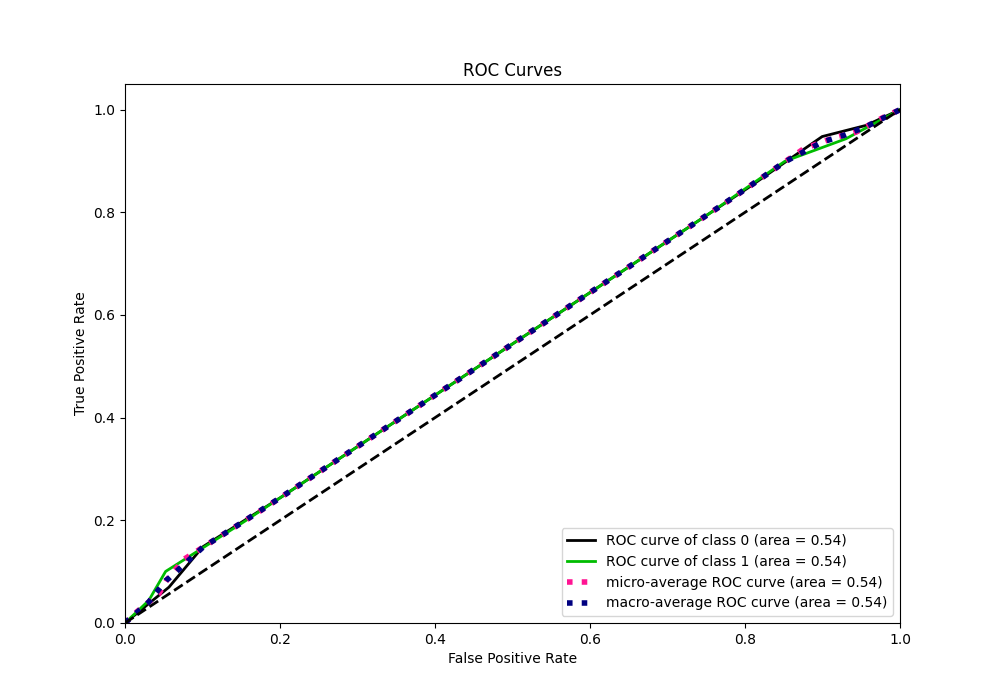 ROC Curves
True Positive Rate
1.0
0.8
0.6
0.4
0.2
0.0
0.0 0.2 0.4 0.6 0.8 1.0
False Positive Rate
ROC curve of class 0 (area = 0.54)
ROC curve of class 1 (area = 0.54)
micro-average ROC curve (area = 0.54)
macro-average ROC curve (area = 0.54)